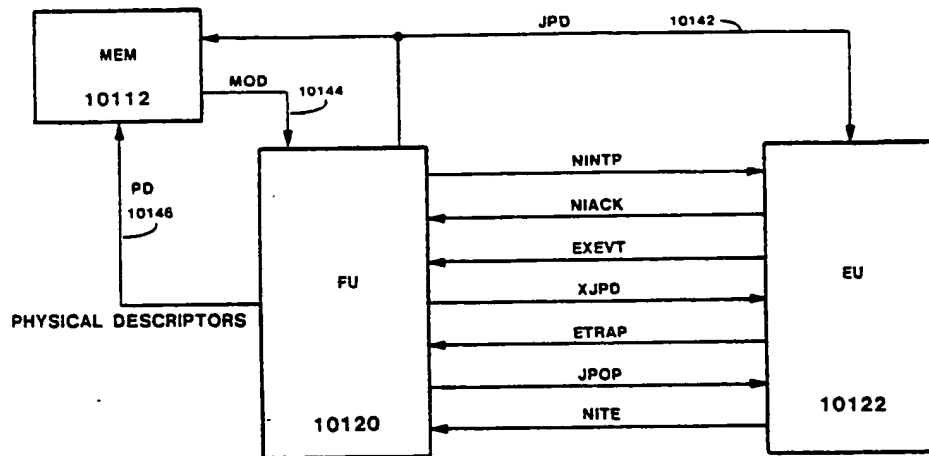 JPD
10142
MEM
10112
MOD
10144
PD
10146
PHYSICAL DESCRIPTORS
FU
10120
NINTP
NIACK
EXEVT
XJPD
ETRAP
JPOP
NITE
EU
10122